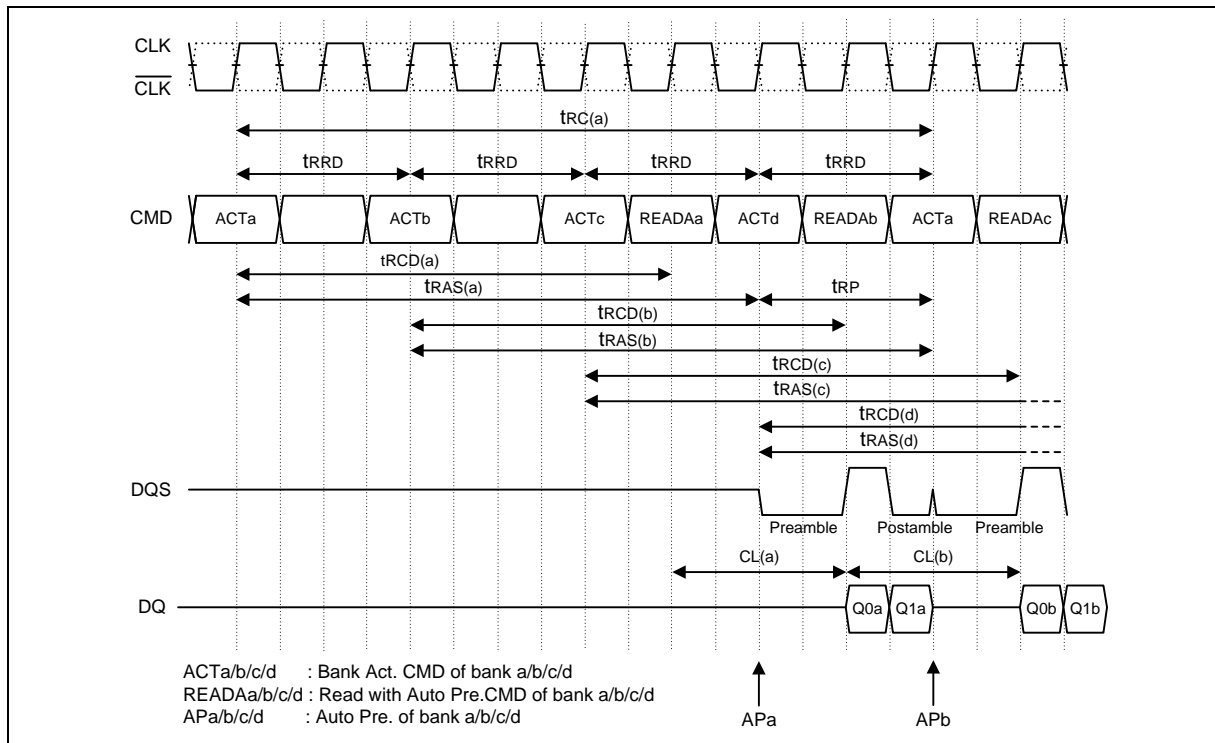 CLK
CLK
tRC(a)
tRRD tRRD tRRD tRRD
CMD ACTa ACTb ACTc READAa ACTd READAb ACTa READAc
tRCD(a)
tRAS(a) tRP
tRCD(b)
tRAS(b)
tRCD(c)
tRAS(c)
tRCD(d)
tRAS(d)
DQS
Preamble Postamble Preamble
CL(a) CL(b)
DQ Q0a Q1a Q0b Q1b
ACTa/b/c/d : Bank Act. CMD of bank a/b/c/d
READAa/b/c/d : Read with Auto Pre.CMD of bank a/b/c/d
APa/b/c/d : Auto Pre. of bank a/b/c/d
APa APb